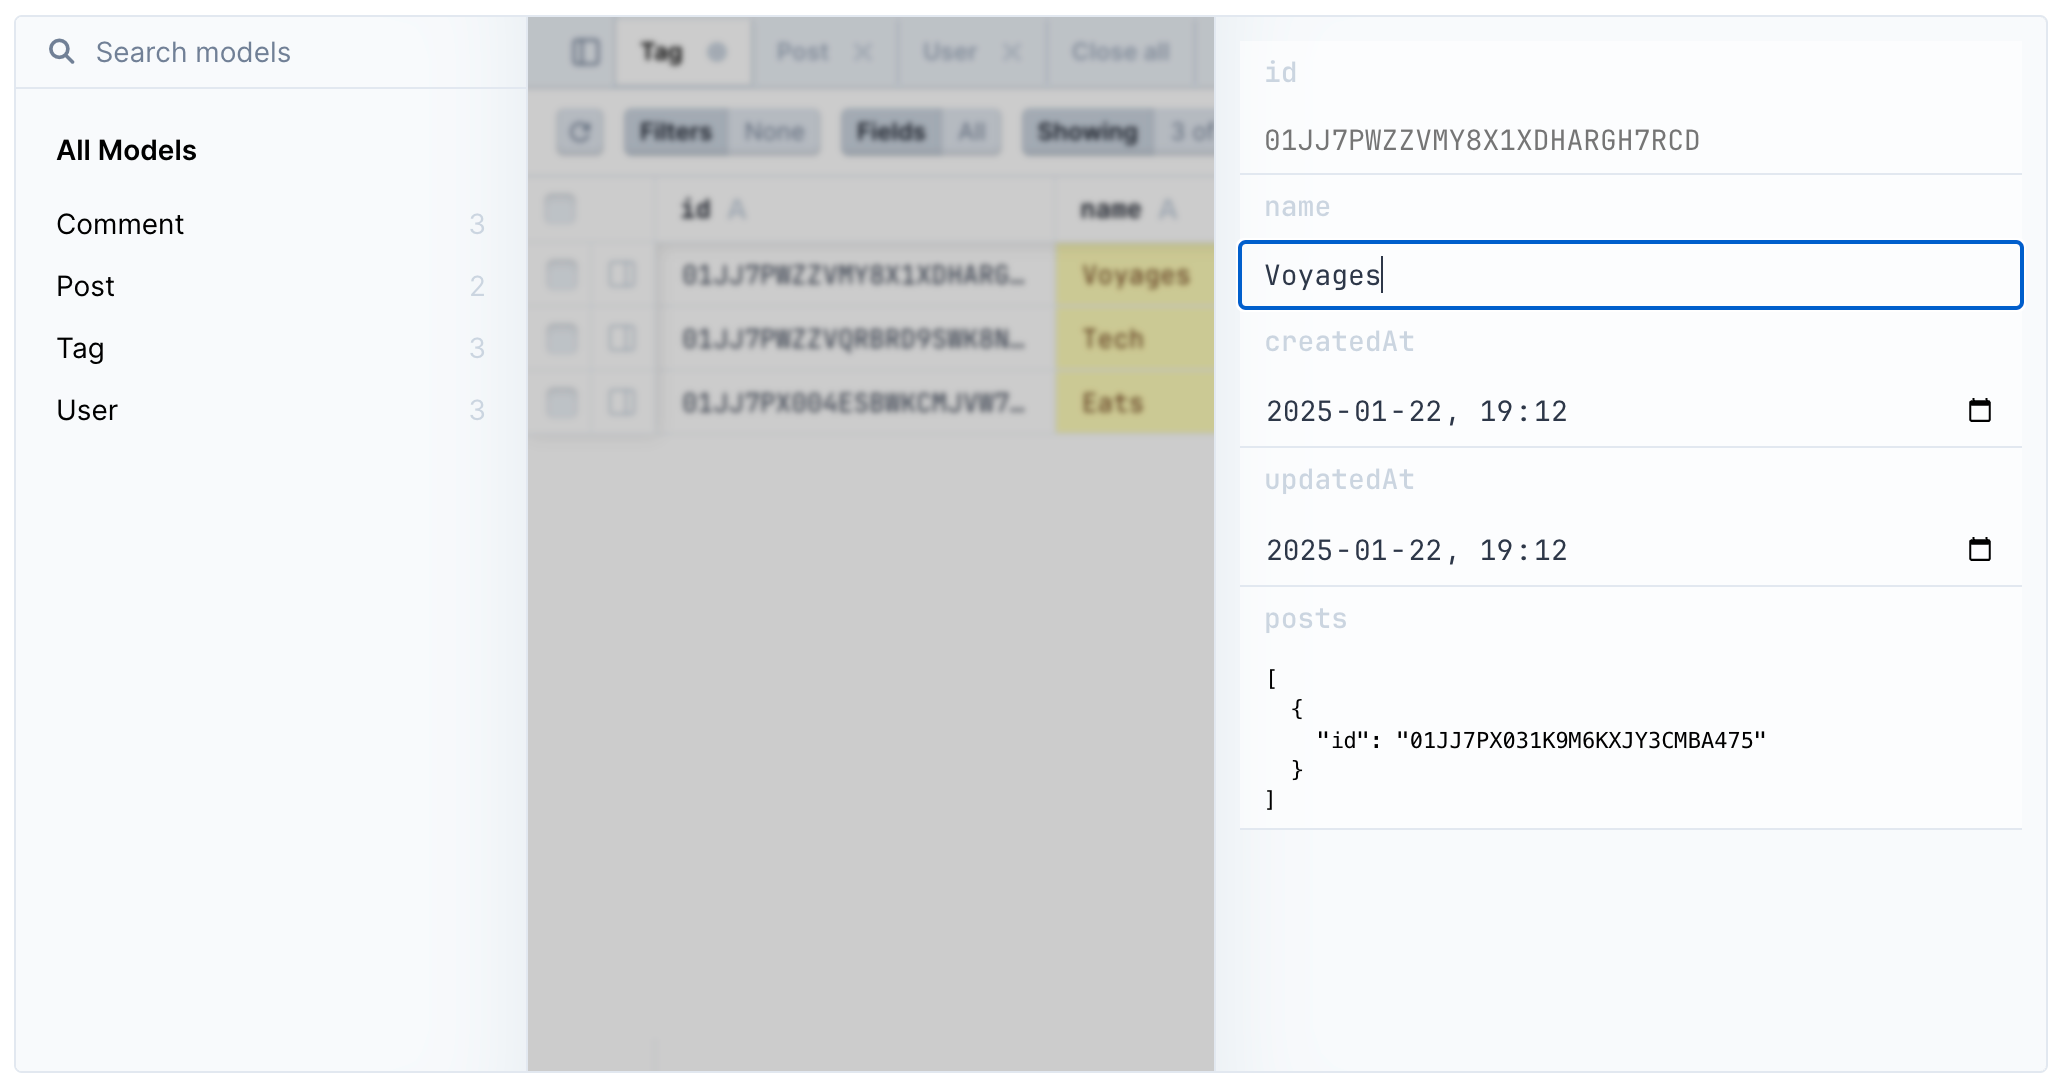 Search models
All Models
Comment 3
Post 2
Tag 3
User 3
Tag Post User Close all
Filters None Fields All Showing 3 of
id A name A
01JJ7PWZZVMY8X1XDHARG… Voyages
01JJ7PWZZVQRBRD9SWK8N… Tech
01JJ7PX004ESBWKCMJVW7… Eats
id
01JJ7PWZZVMY8X1XDHARGH7RCD
name
Voyages
createdAt
2025-01-22, 19:12
updatedAt
2025-01-22, 19:12
posts
[
{
"id": "01JJ7PX031K9M6KXJY3CMBA475"
}
]